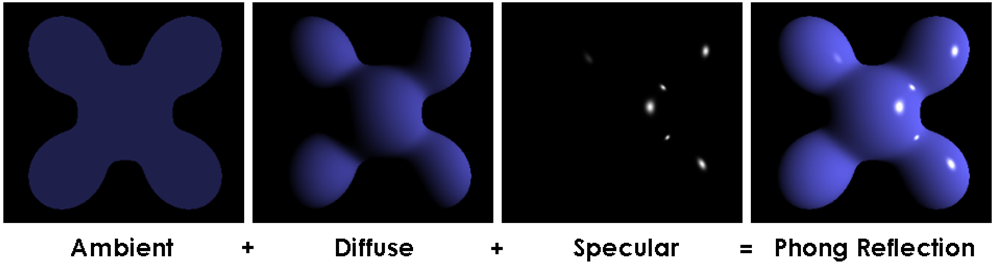 Ambient + Diffuse + Specular = Phong Reflection